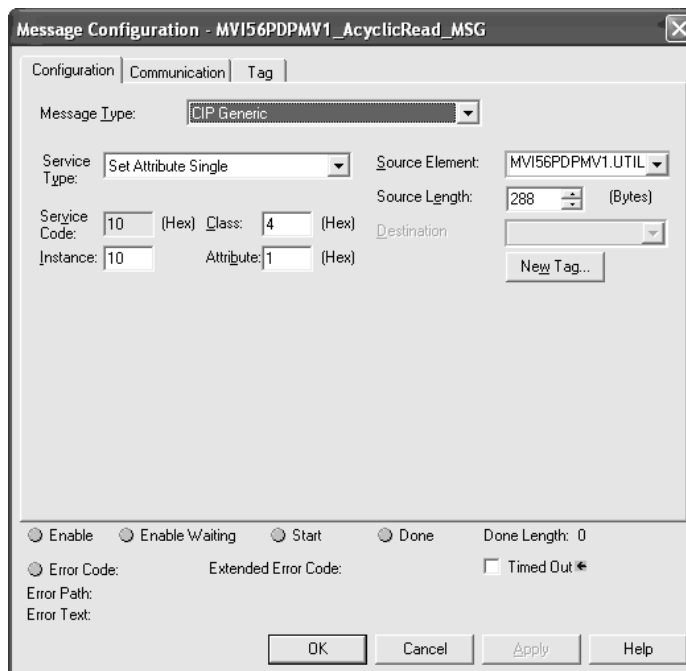 Message Configuration - MVI56PDPMV1_AcyclicRead_MSG
Configuration Communication Tag
Message Type: CIP Generic
Service Type: Set Attribute Single
Source Element: MVI56PDPMV1.UTIL
Source Length: 288 (Bytes)
Service Code: 10 (Hex) Class: 4 (Hex)
Destination
Instance: 10 Attribute: 1 (Hex)
New Tag...
Enable Enable Waiting Start Done Done Length: 0
Error Code: Extended Error Code: Timed Out
Error Path:
Error Text:
OK Cancel Apply Help